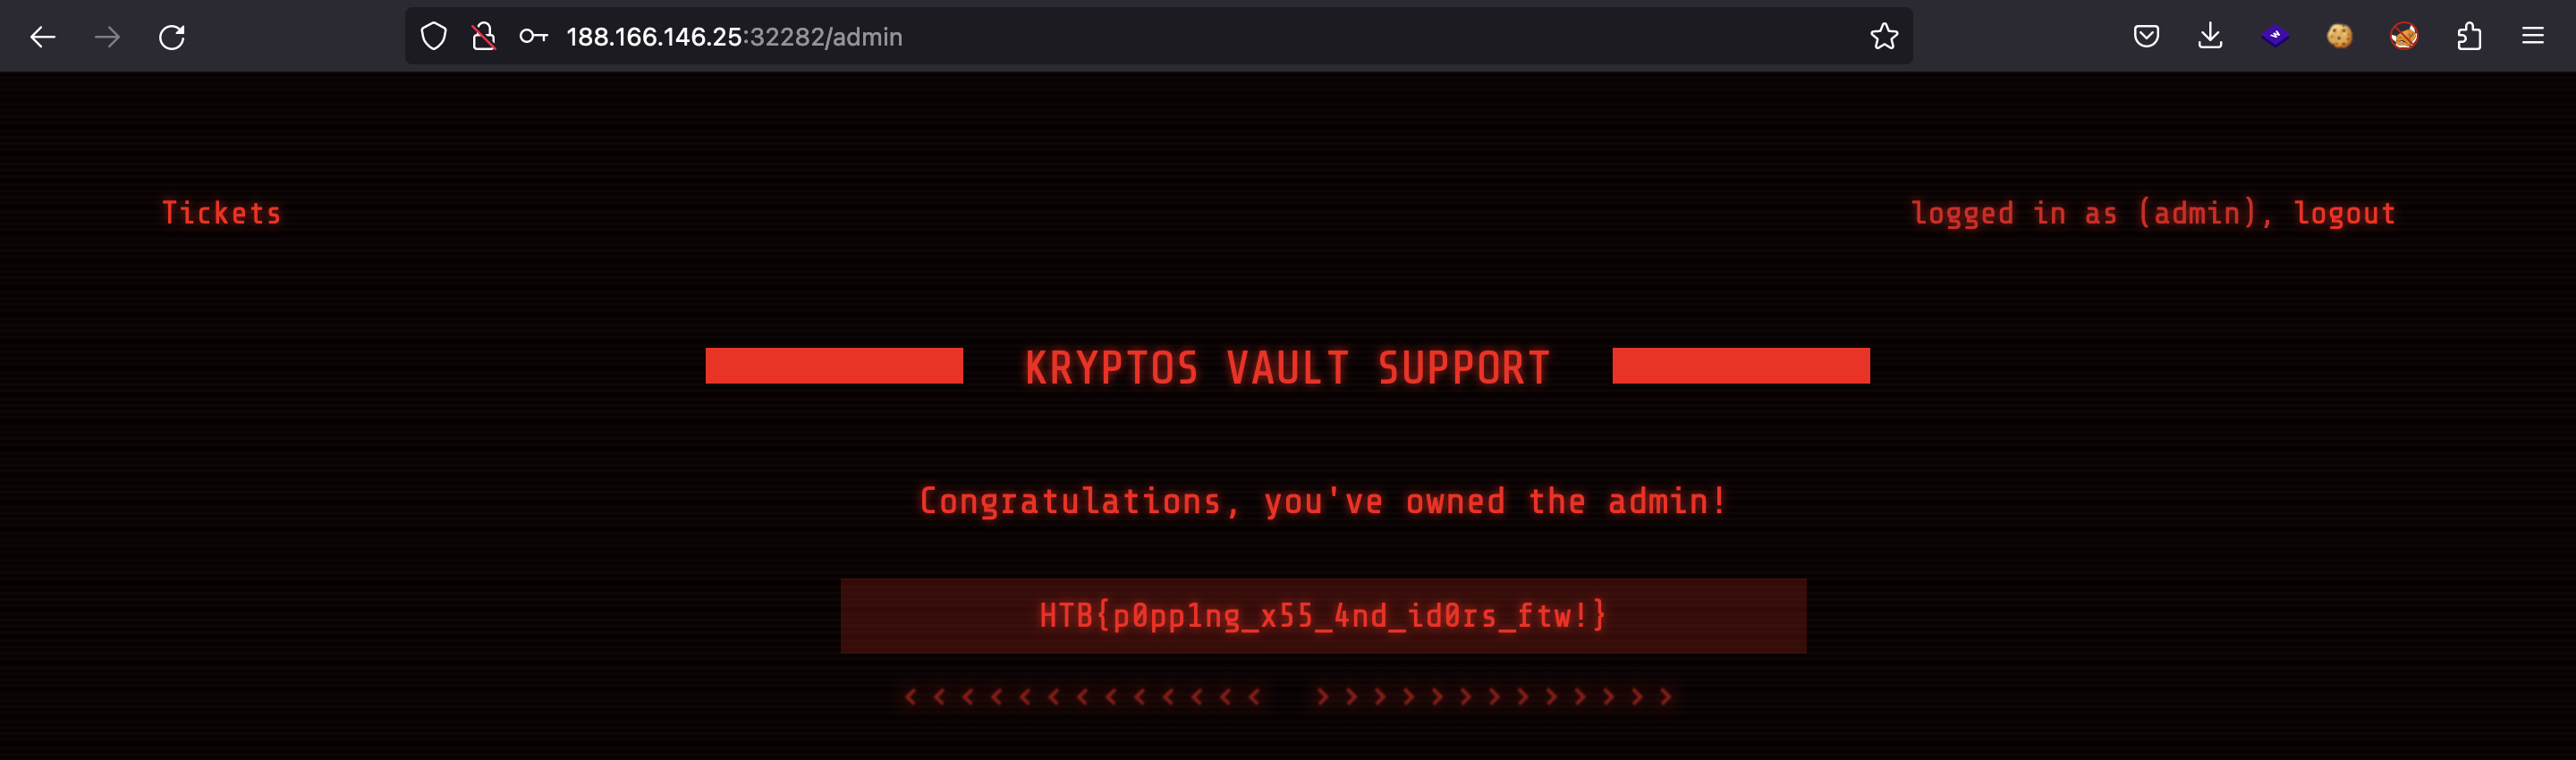 188.166.146.25:32282/admin
Tickets
logged in as (admin), logout
KRYPTOS VAULT SUPPORT
Congratulations, you've owned the admin!
HTB{p0pp1ng_x55_4nd_id0rs_ftw!}
<<<<<<<<<<<<< >>>>>>>>>>>>>